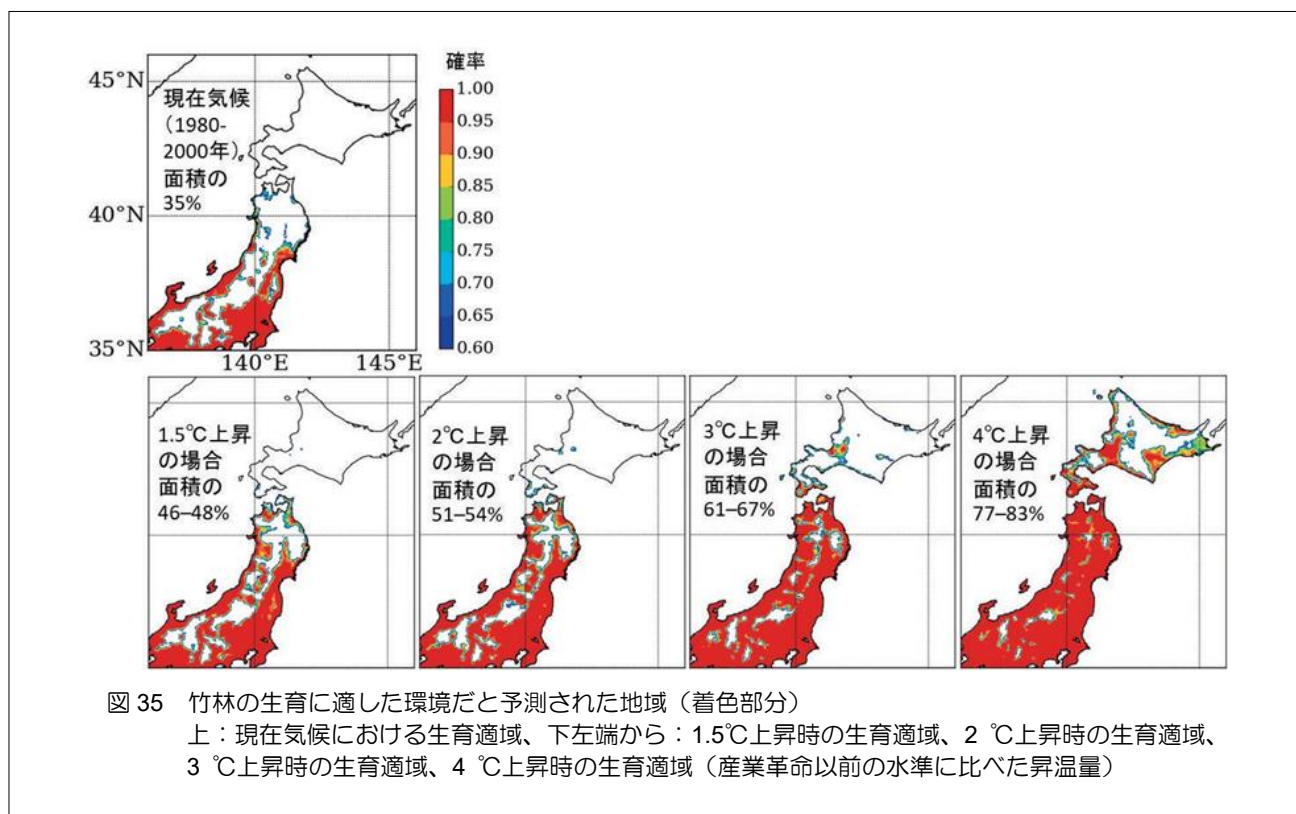 確率
45°N
40°N
35°N
140°E
145°E
現在気候
（1980-
2000年）
面積の
35%
1.00
0.95
0.90
0.85
0.80
0.75
0.70
0.65
0.60
1.5℃上昇
の場合
面積の
46–48%
2℃上昇
の場合
面積の
51–54%
3℃上昇
の場合
面積の
61–67%
4℃上昇
の場合
面積の
77–83%
図 35 竹林の生育に適した環境だと予測された地域（着色部分）
上：現在気候における生育適域、下左端から：1.5℃上昇時の生育適域、2 ℃上昇時の生育適域、
3 ℃上昇時の生育適域、4 ℃上昇時の生育適域（産業革命以前の水準に比べた昇温量）